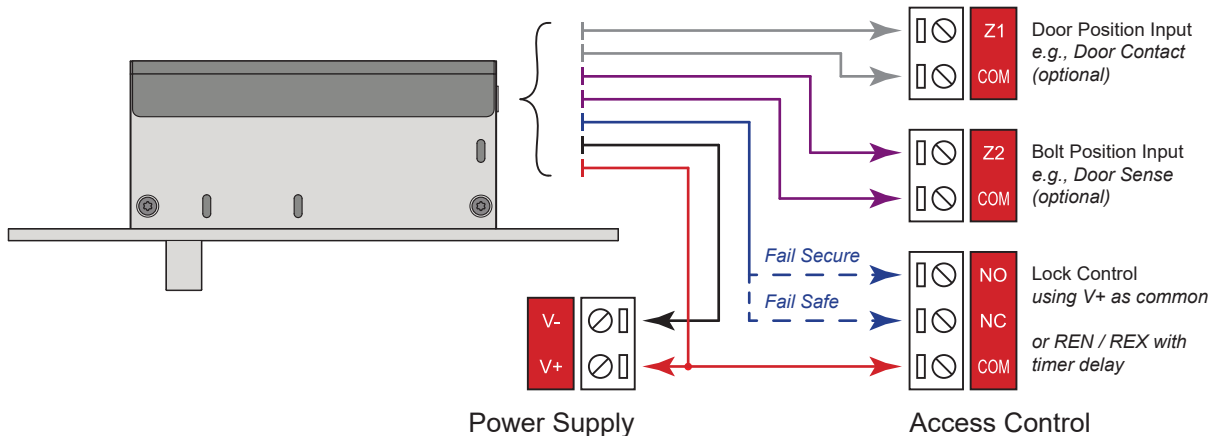 Z1
COM
Door Position Input
e.g., Door Contact
(optional)
Z2
COM
Bolt Position Input
e.g., Door Sense
(optional)
Fail Secure
Fail Safe
NO
NC
COM
Lock Control
using V+ as common
or REN / REX with
timer delay
V-
V+
Power Supply
Access Control